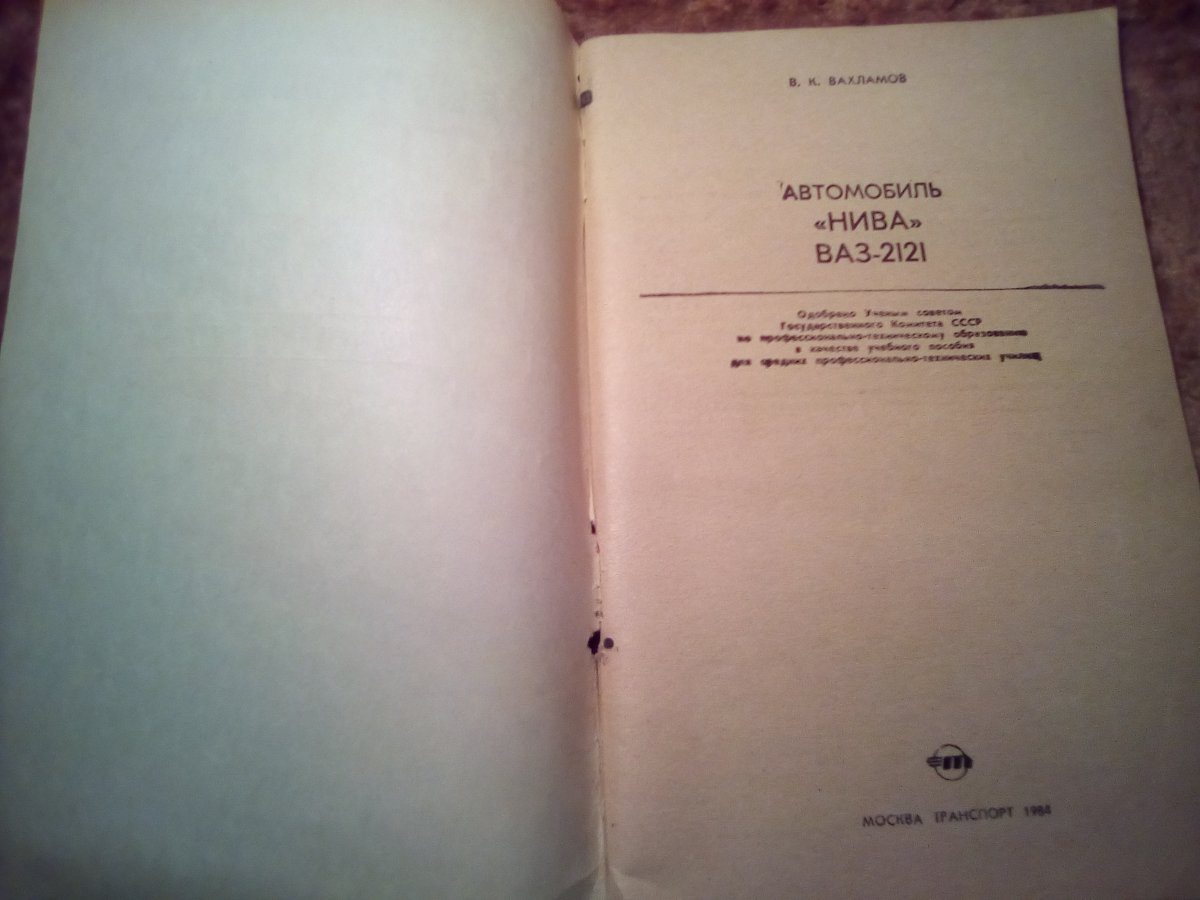 В. К. ВАХЛАМОВ
АВТОМОБИЛЬ
«НИВА»
ВАЗ-2121
Одобрено Ученым советом
Государственного Комитета СССР
по профессионально-техническому образованию
в качестве учебного пособия
для средних профессионально-технических училищ
МОСКВА ТРАНСПОРТ 1984